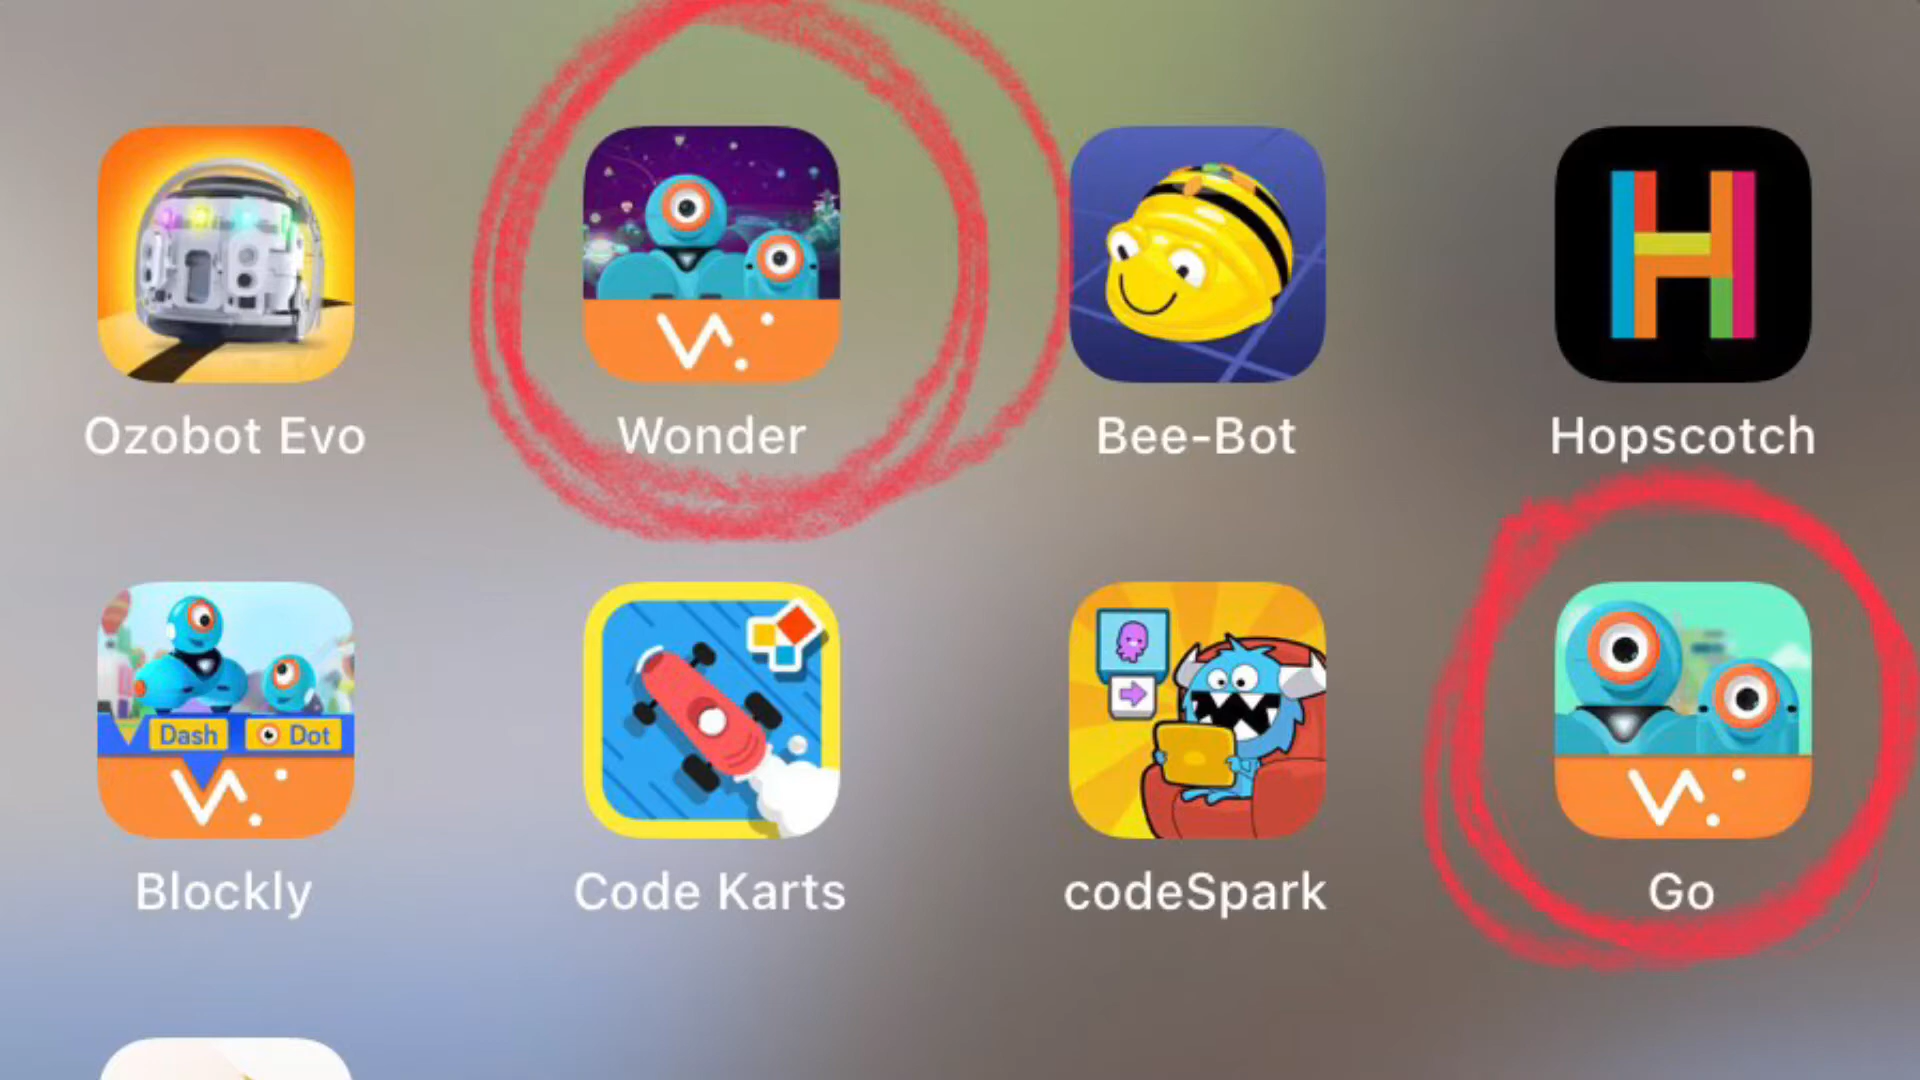 Ozobot Evo
Wonder
Bee-Bot
H
Hopscotch
Dash
Dot
Blockly
Code Karts
codeSpark
Go